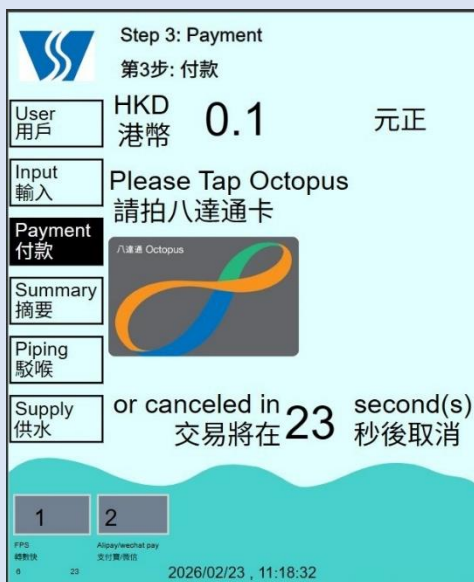 Step 3: Payment
第3步: 付款
HKD 0.1 元正
港幣
User
用戶
Input
輸入
Please Tap Octopus
請拍八達通卡
Payment
付款
八達通 Octopus
Summary
摘要
Piping
駁喉
Supply
供水
or canceled in 23 second(s)
交易將在 秒後取消
1 2
FPS Alipay/wechat pay
轉數快 支付寶/微信
6 23 2026/02/23 , 11:18:32